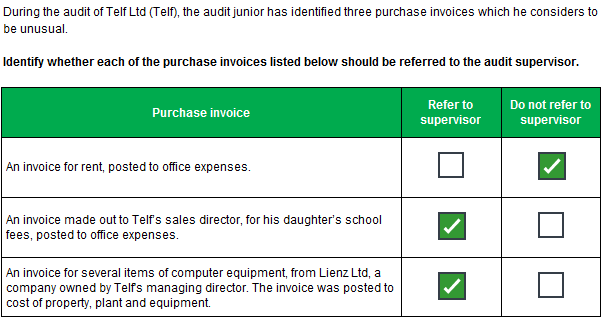 During the audit of Telf Ltd (Telf), the audit junior has identified three purchase invoices which he considers to
be unusual.
Identify whether each of the purchase invoices listed below should be referred to the audit supervisor.
Purchase invoice
Refer to
supervisor
Do not refer to
supervisor
An invoice for rent, posted to office expenses.
An invoice made out to Telf's sales director, for his daughter's school
fees, posted to office expenses.
An invoice for several items of computer equipment, from Lienz Ltd, a
company owned by Telf's managing director. The invoice was posted to
cost of property, plant and equipment.